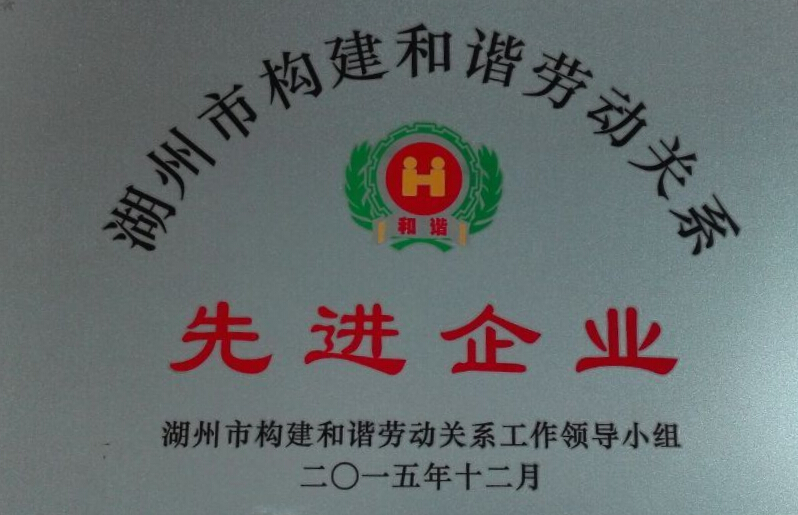 湖州市构建和谐劳动关系
和谐
先进企业
湖州市构建和谐劳动关系工作领导小组
二〇一五年十二月